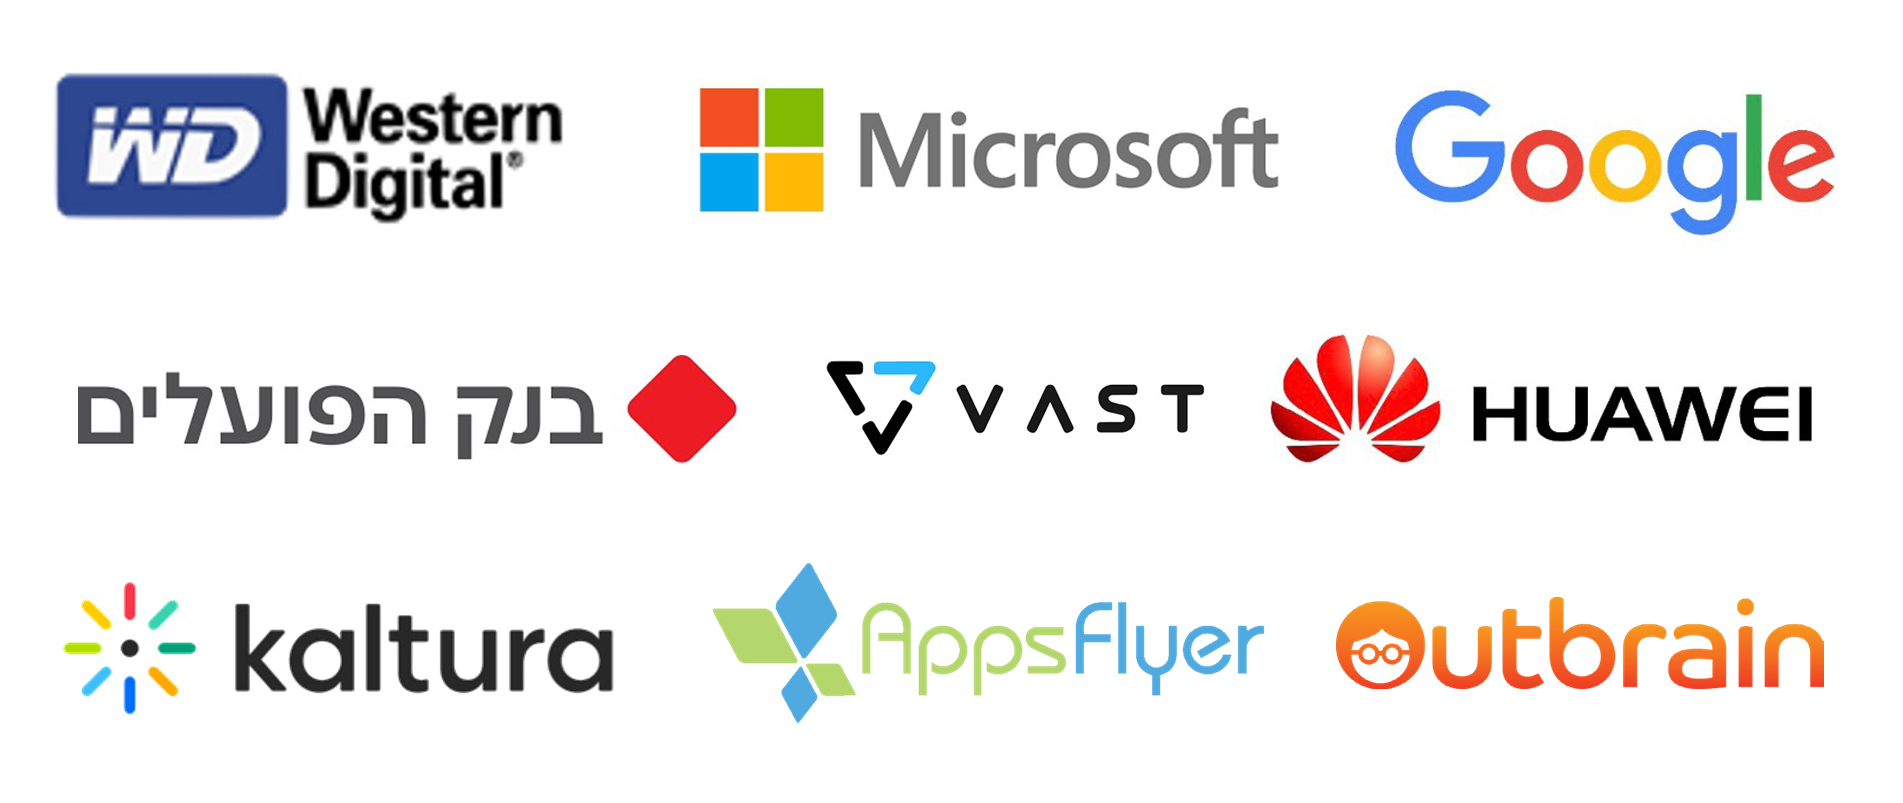 WD Western
Digital®
Microsoft
Google
בנק הפועלים
VAST
HUAWEI
kaltura
AppsFlyer
Outbrain